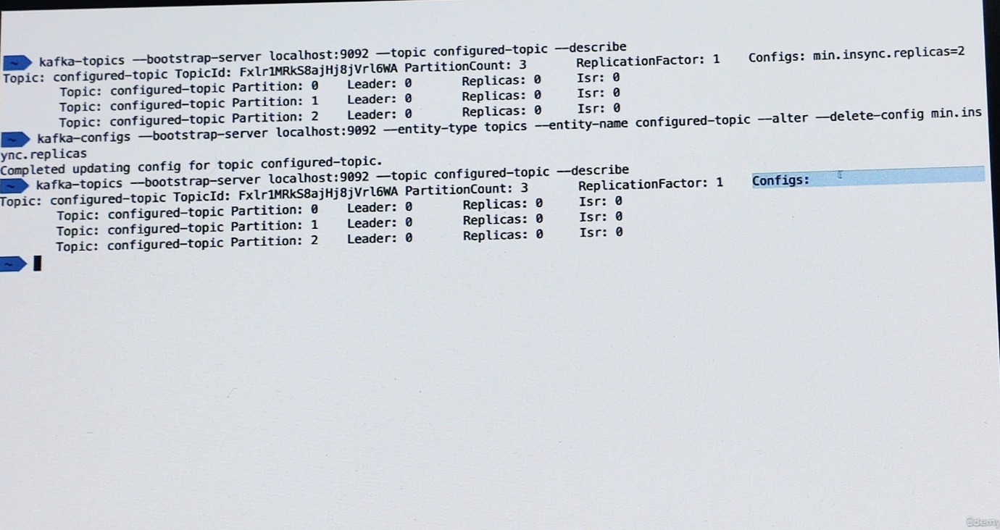 ~ kafka-topics --bootstrap-server localhost:9092 --topic configured-topic --describe
Topic: configured-topic TopicId: Fxlr1MRkS8ajHj8jVrl6WA PartitionCount: 3 ReplicationFactor: 1 Configs: min.insync.replicas=2
Topic: configured-topic Partition: 0 Leader: 0 Replicas: 0 Isr: 0
Topic: configured-topic Partition: 1 Leader: 0 Replicas: 0 Isr: 0
Topic: configured-topic Partition: 2 Leader: 0 Replicas: 0 Isr: 0
~ kafka-configs --bootstrap-server localhost:9092 --entity-type topics --entity-name configured-topic --alter --delete-config min.ins
ync.replicas
Completed updating config for topic configured-topic.
~ kafka-topics --bootstrap-server localhost:9092 --topic configured-topic --describe
Topic: configured-topic TopicId: Fxlr1MRkS8ajHj8jVrl6WA PartitionCount: 3 ReplicationFactor: 1 Configs:
Topic: configured-topic Partition: 0 Leader: 0 Replicas: 0 Isr: 0
Topic: configured-topic Partition: 1 Leader: 0 Replicas: 0 Isr: 0
Topic: configured-topic Partition: 2 Leader: 0 Replicas: 0 Isr: 0
~
ûdemy